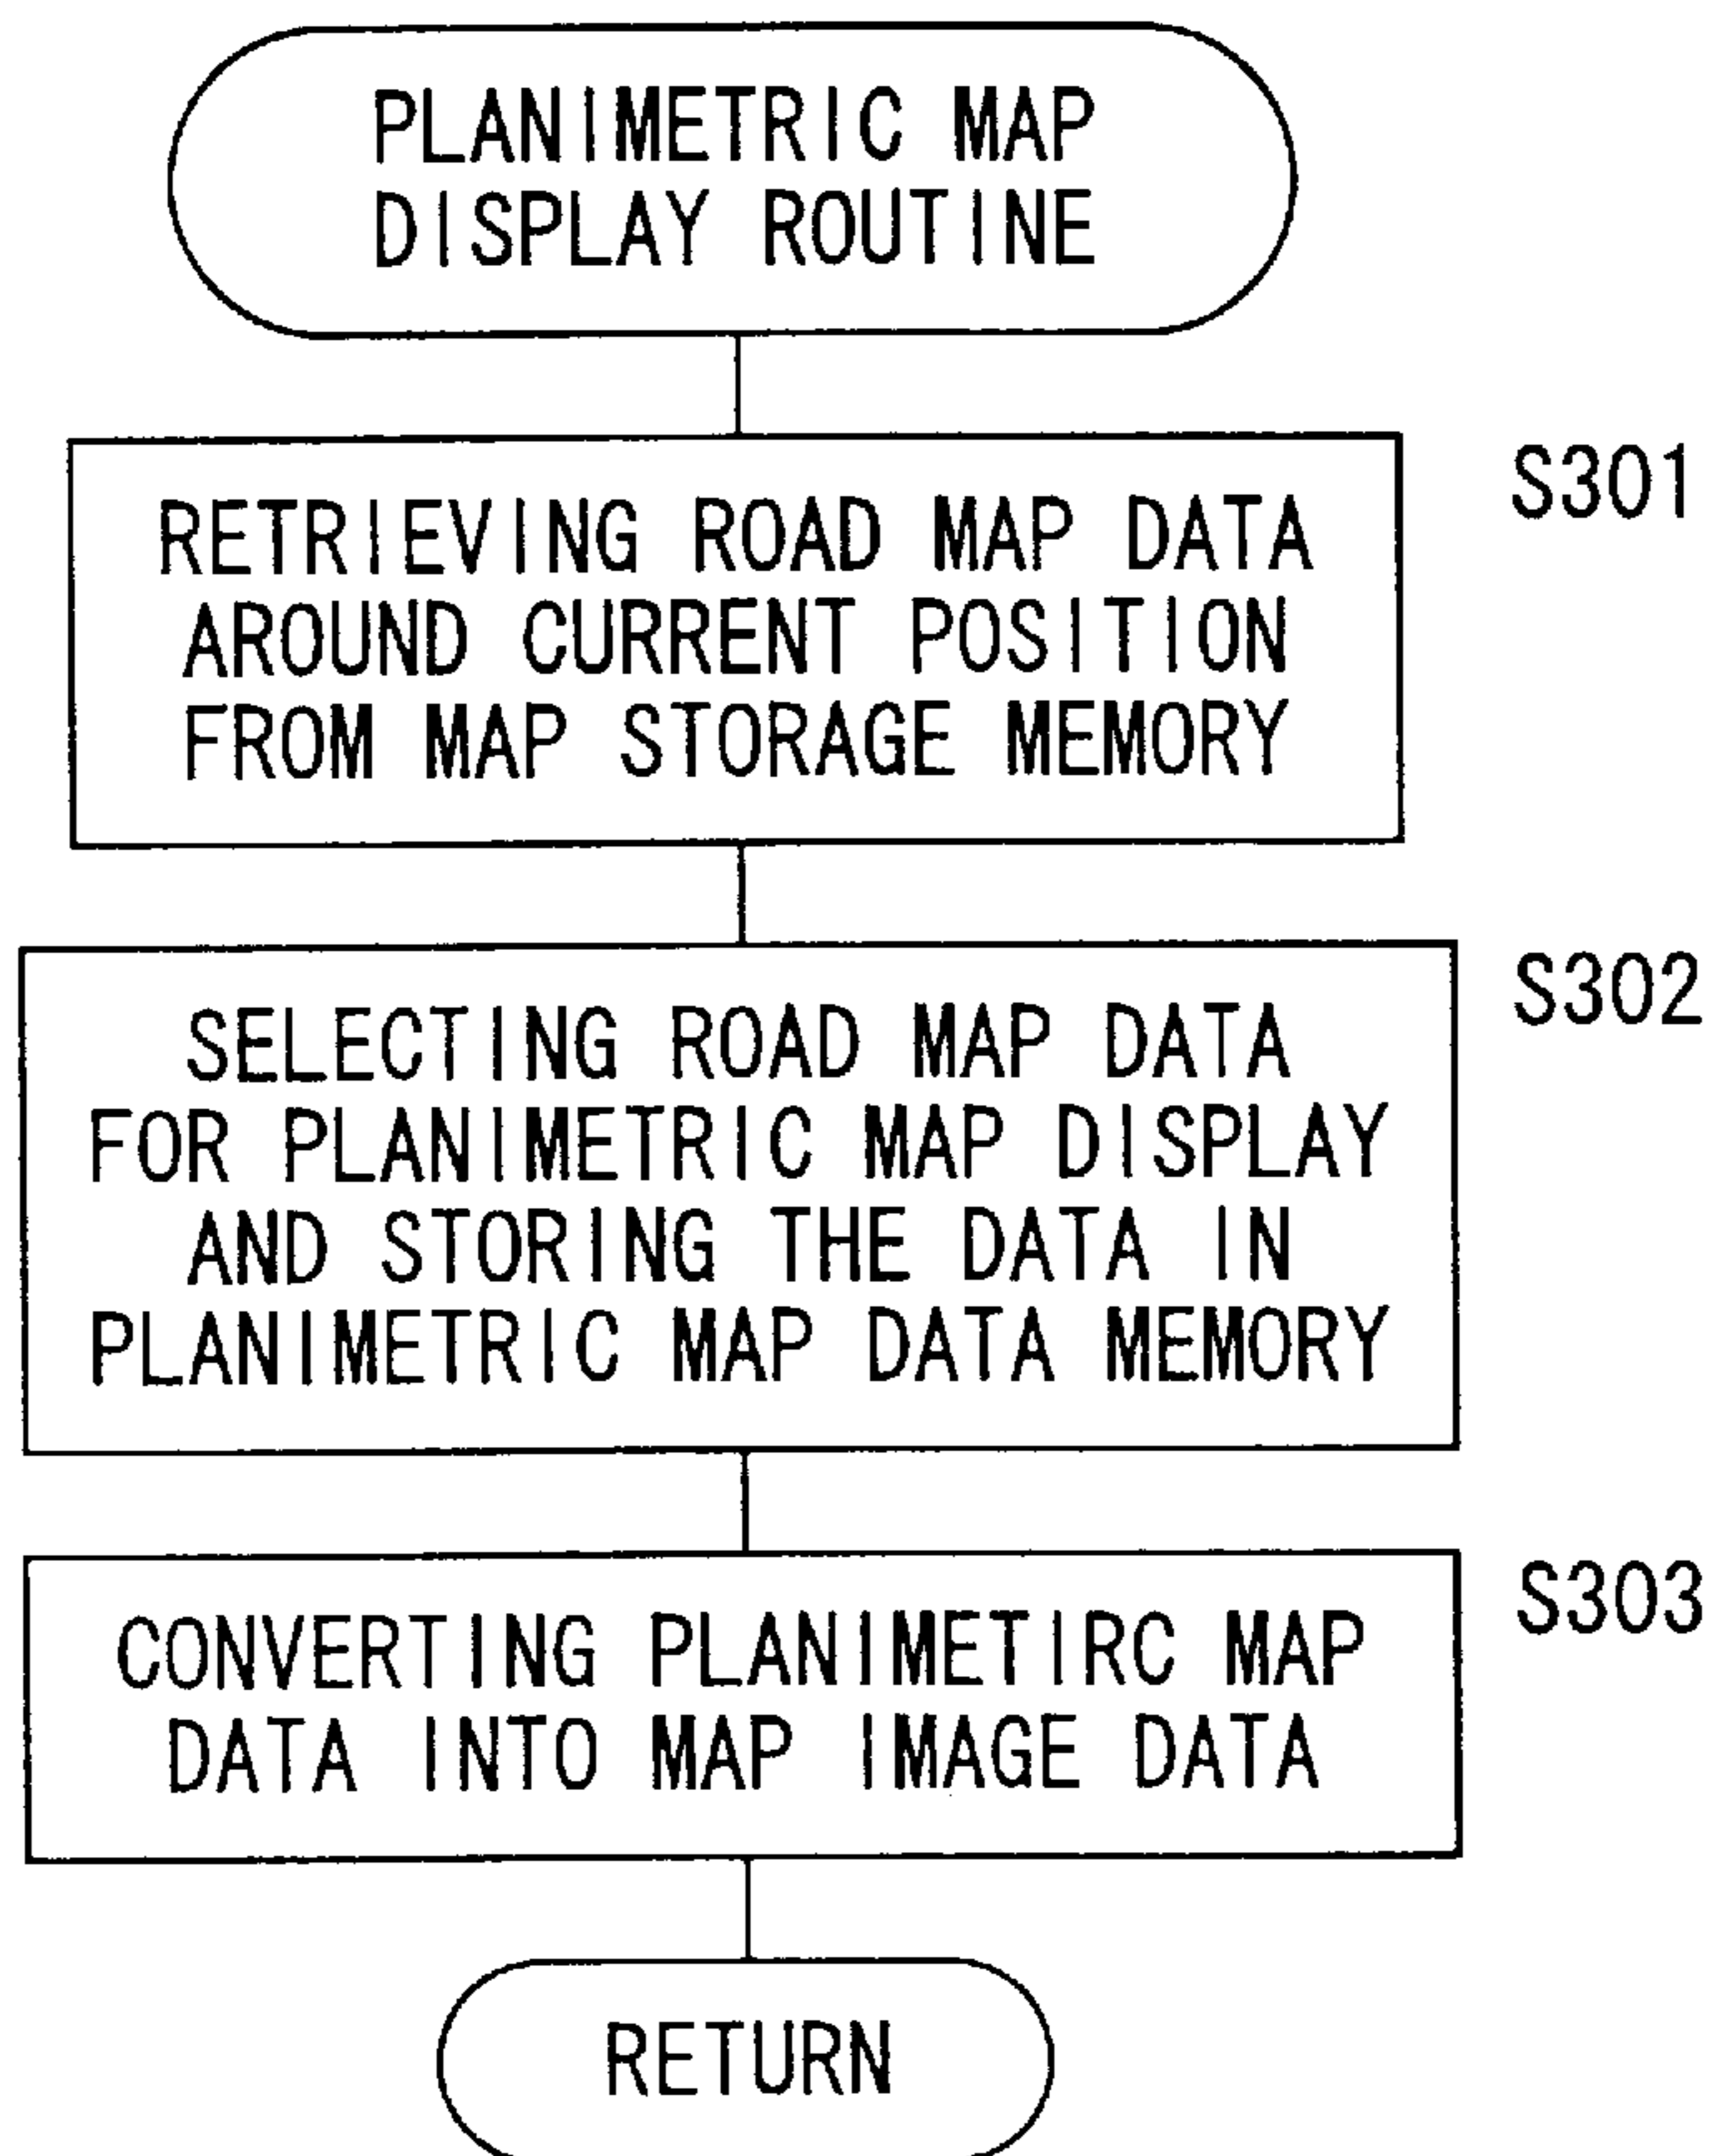 PLANIMETRIC MAP
DISPLAY ROUTINE
S301
RETRIEVING ROAD MAP DATA
AROUND CURRENT POSITION
FROM MAP STORAGE MEMORY
S302
SELECTING ROAD MAP DATA
FOR PLANIMETRIC MAP DISPLAY
AND STORING THE DATA IN
PLANIMETRIC MAP DATA MEMORY
S303
CONVERTING PLANIMETIRC MAP
DATA INTO MAP IMAGE DATA
RETURN